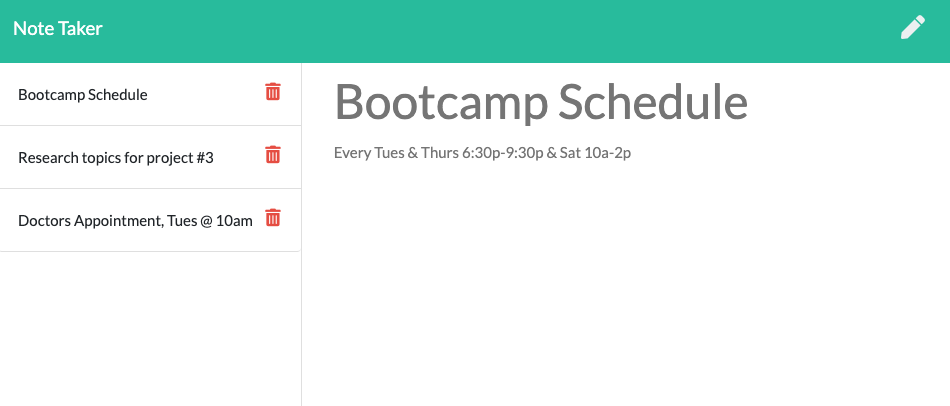 Note Taker
Bootcamp Schedule
Research topics for project #3
Doctors Appointment, Tues @ 10am
Bootcamp Schedule
Every Tues & Thurs 6:30p-9:30p & Sat 10a-2p